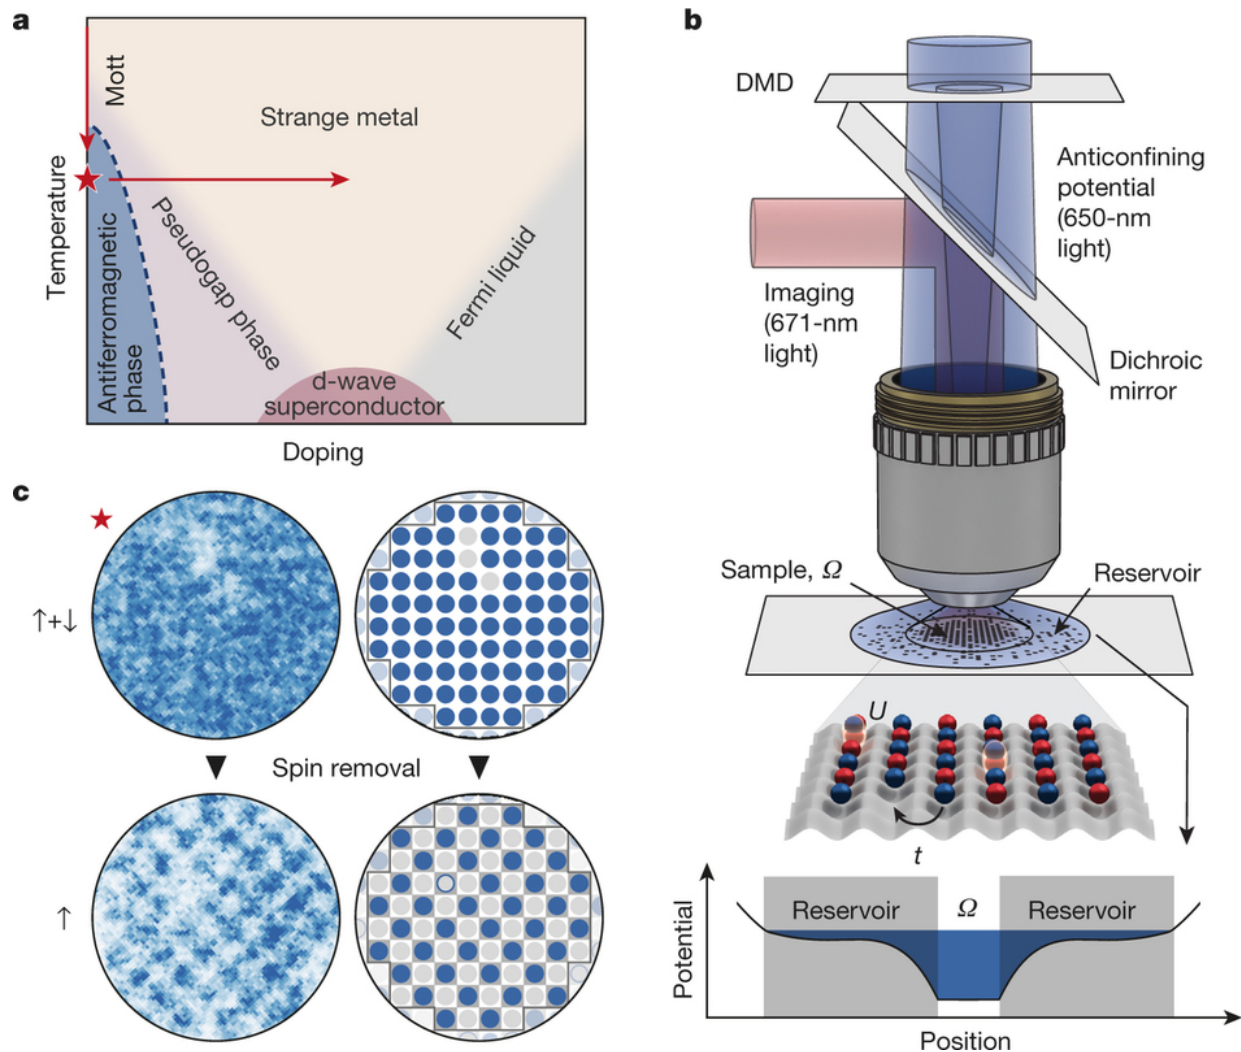 a
Mott
Strange metal
Temperature
Antiferromagnetic
phase
Pseudogap phase
Fermi liquid
d-wave
superconductor
Doping
b
DMD
Anticonfining
potential
(650-nm
light)
Imaging
(671-nm
light)
Dichroic
mirror
Sample, Ω
Reservoir
U
t
Reservoir
Ω
Reservoir
Potential
Position
c
↑+↓
Spin removal
↑